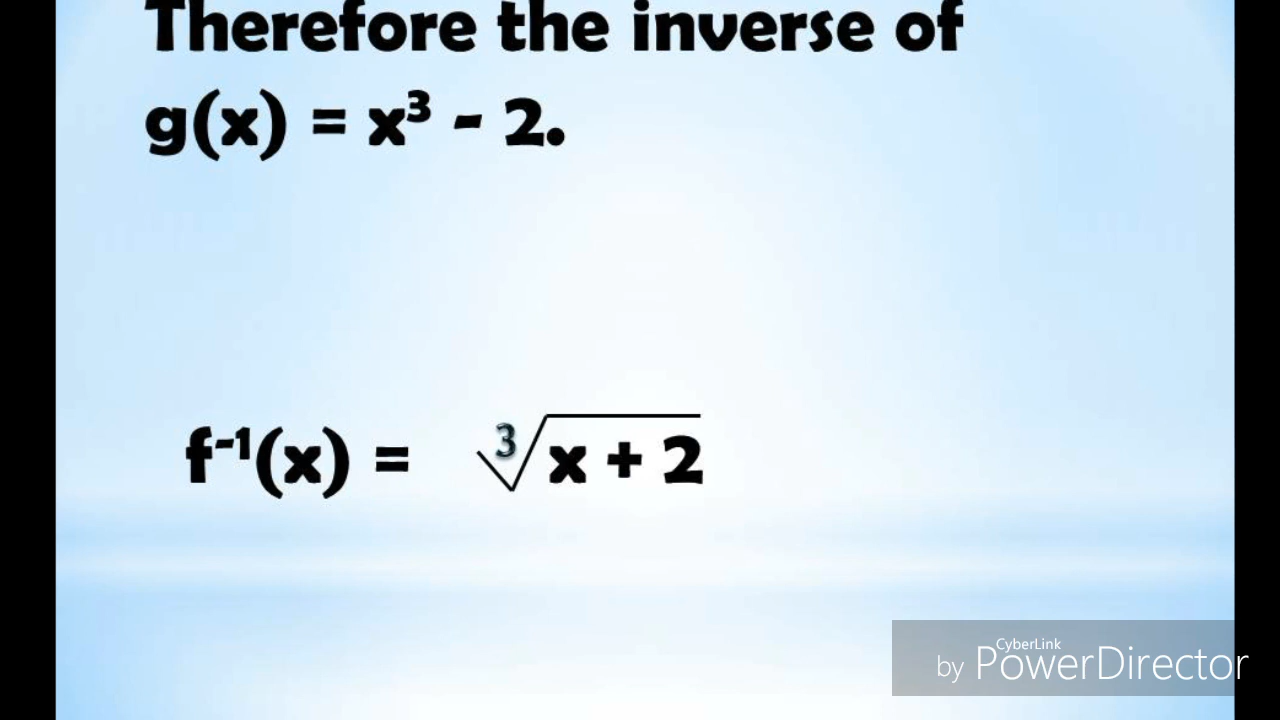 Therefore the inverse of
g(x) = x³ - 2.
f⁻¹(x) = ∛x + 2
CyberLink
by PowerDirector